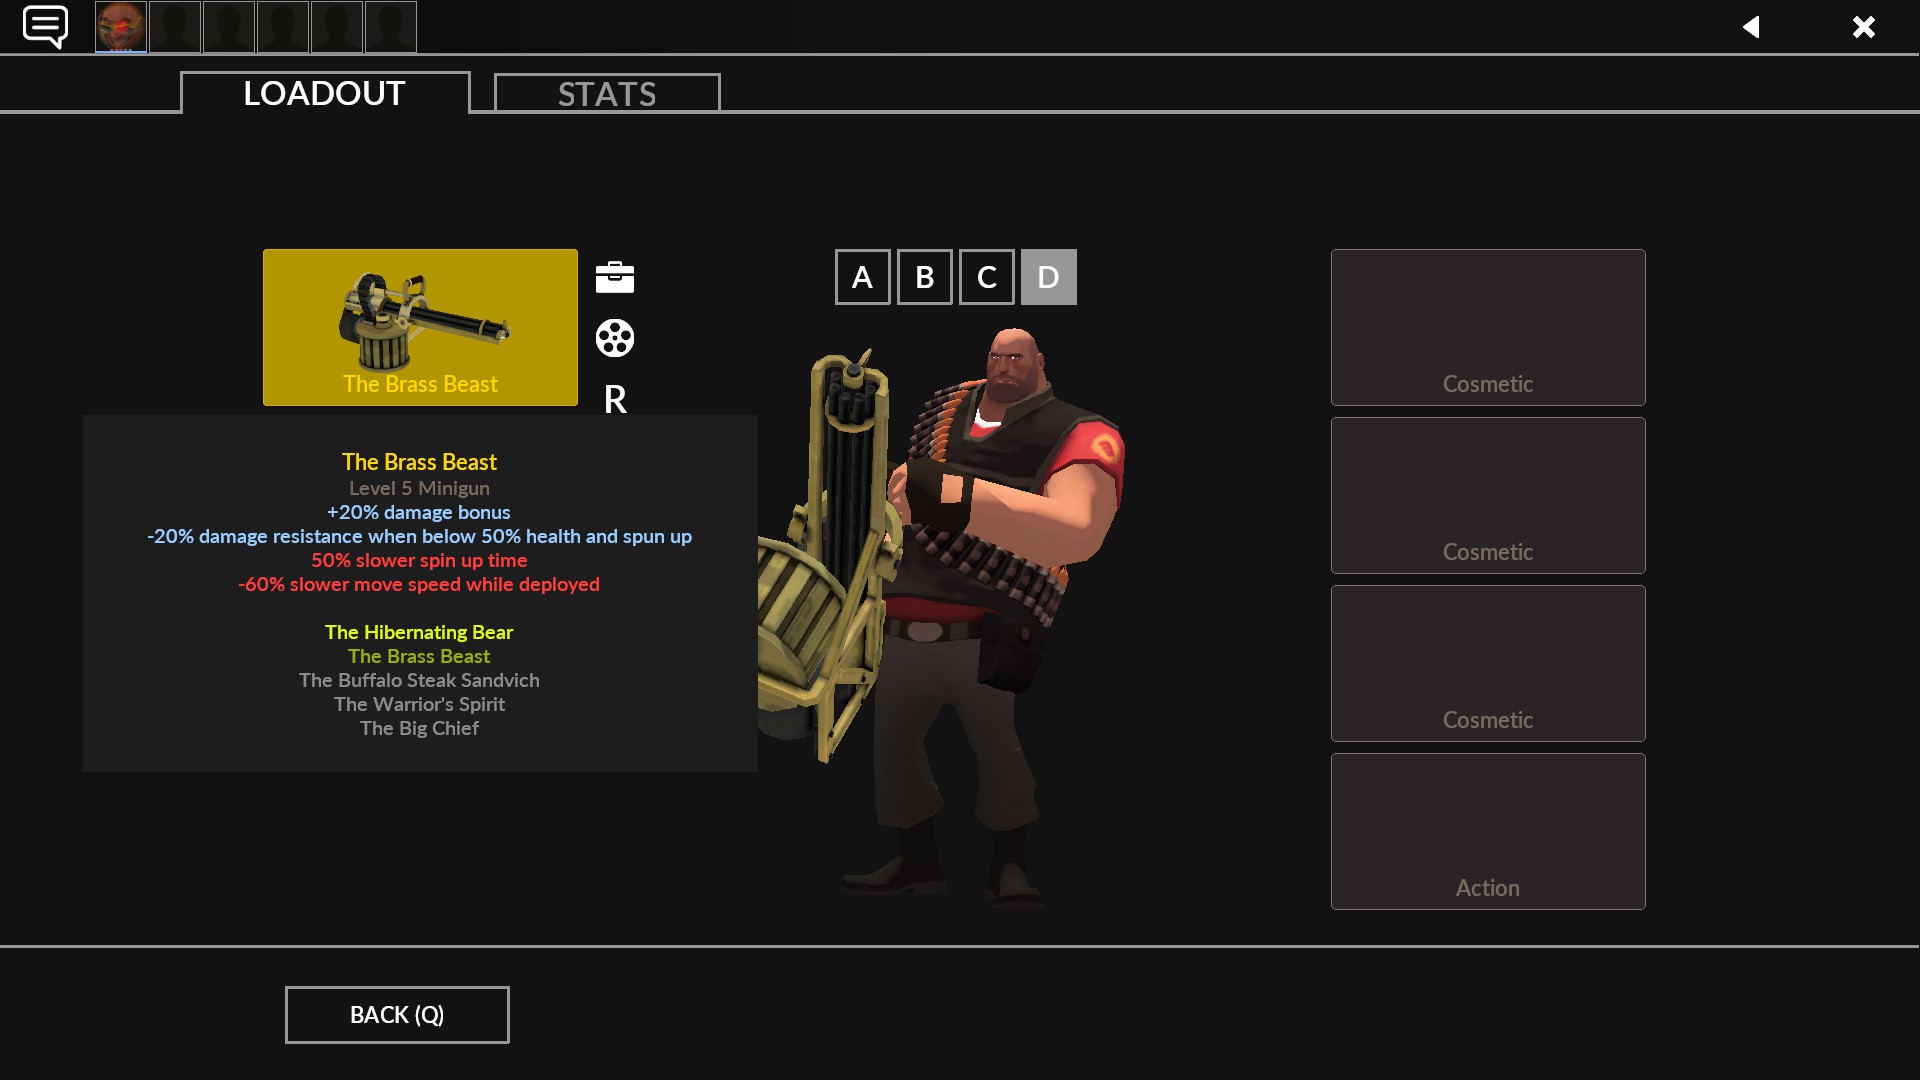 LOADOUT
STATS
The Brass Beast
R
A B C D
The Brass Beast
Level 5 Minigun
+20% damage bonus
-20% damage resistance when below 50% health and spun up
50% slower spin up time
-60% slower move speed while deployed
The Hibernating Bear
The Brass Beast
The Buffalo Steak Sandvich
The Warrior's Spirit
The Big Chief
Cosmetic
Cosmetic
Cosmetic
Action
BACK (Q)